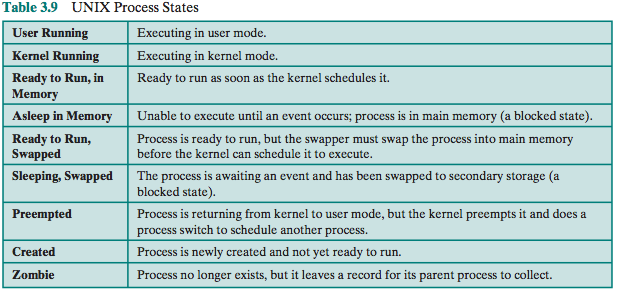 Table 3.9 UNIX Process States
User Running Executing in user mode.
Kernel Running Executing in kernel mode.
Ready to Run, in Ready to run as soon as the kernel schedules it.
Memory
Asleep in Memory Unable to execute until an event occurs; process is in main memory (a blocked state).
Ready to Run, Process is ready to run, but the swapper must swap the process into main memory
Swapped before the kernel can schedule it to execute.
Sleeping, Swapped The process is awaiting an event and has been swapped to secondary storage (a
blocked state).
Preempted Process is returning from kernel to user mode, but the kernel preempts it and does a
process switch to schedule another process.
Created Process is newly created and not yet ready to run.
Zombie Process no longer exists, but it leaves a record for its parent process to collect.